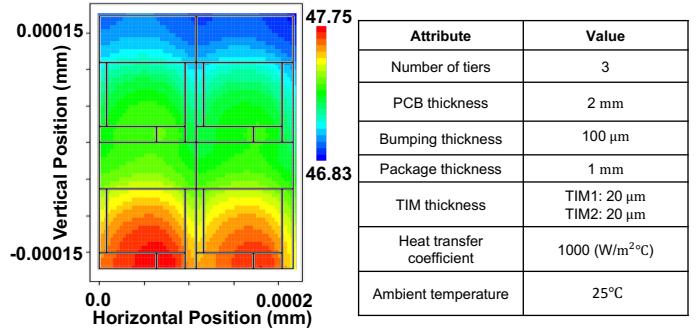 0.00015
-0.00015
Vertical Position (mm)
0.0
0.0002
Horizontal Position (mm)
47.75
46.83
Attribute Value
Number of tiers 3
PCB thickness 2 mm
Bumping thickness 100 μm
Package thickness 1 mm
TIM thickness TIM1: 20 μm
TIM2: 20 μm
Heat transfer
coefficient 1000 (W/m²°C)
Ambient temperature 25°C